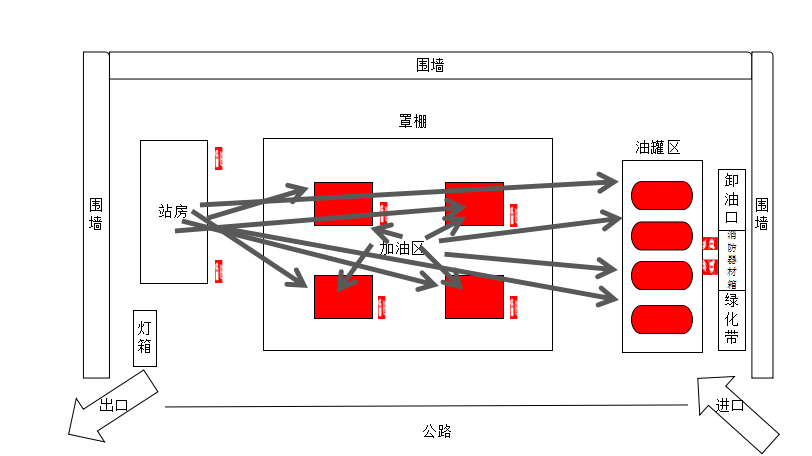 围墙
罩棚
油罐区
围
墙
站房
加油区
卸
油
口
围
墙
消
防
器
材
箱
绿
化
带
灯
箱
出口
进口
公路